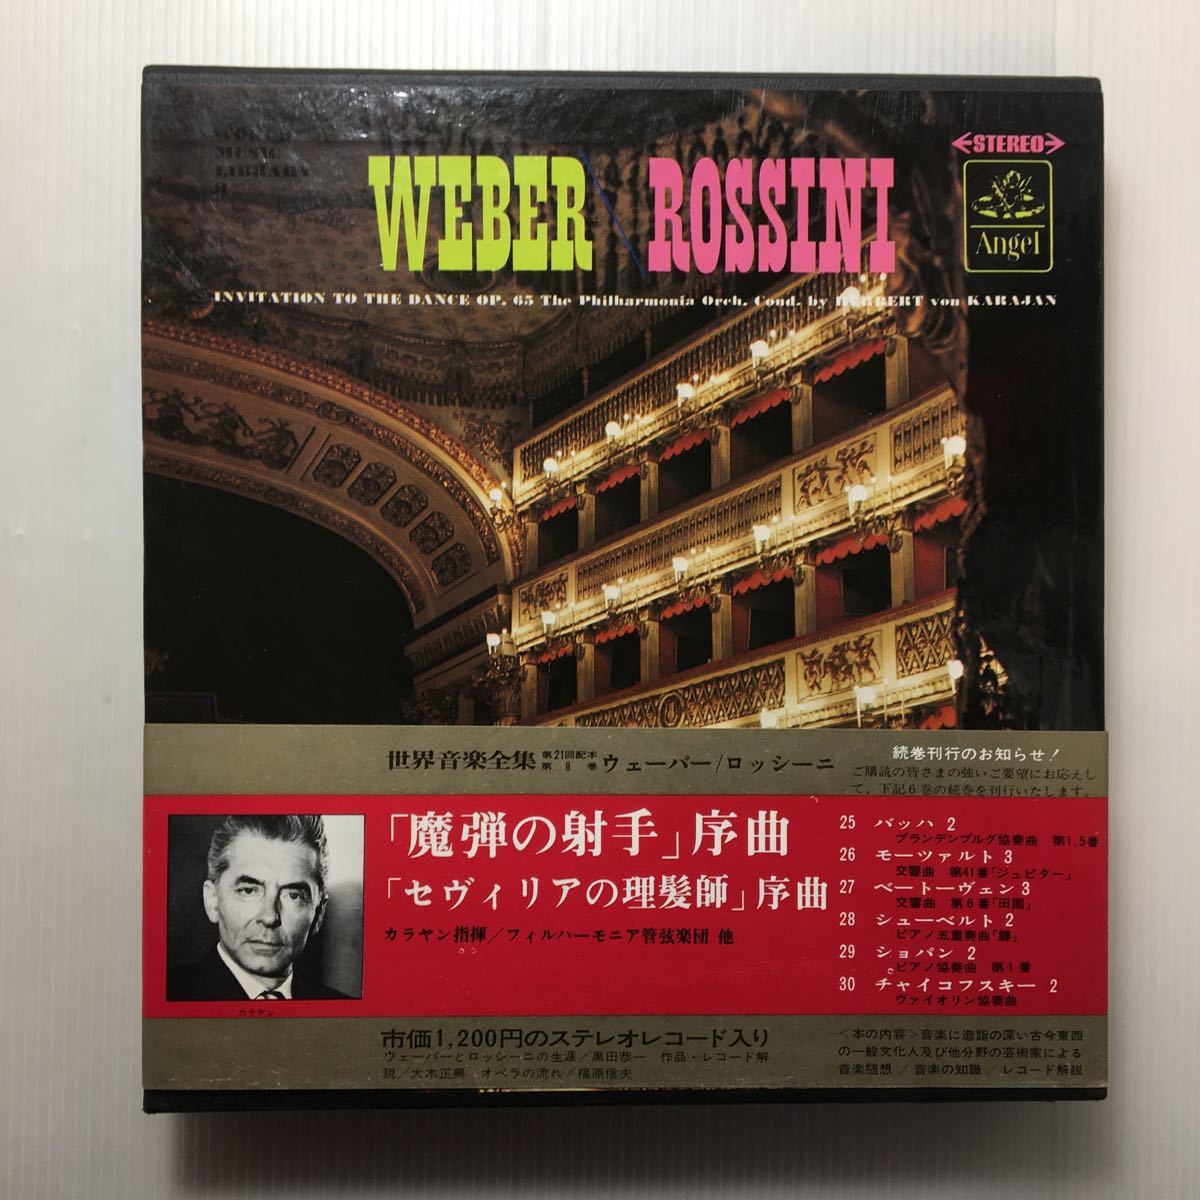 STEREO
WEBER ROSSINI
Angel
INVITATION TO THE DANCE OP. 65 The Philharmonia Orch. Cond. by HERBERT von KARAJAN
世界音楽全集 第21回配本 第8巻 ウェーバー/ロッシーニ
「魔弾の射手」序曲
「セヴィリアの理髪師」序曲
カラヤン指揮/フィルハーモニア管弦楽団 他
カラヤン
市価1,200円のステレオレコード入り
ウェーバーとロッシーニの生涯/黒田恭一 作品・レコード解
説/大木正興 オペラの流れ/福原信夫
続巻刊行のお知らせ!
ご購読の皆さまの強いご要望にお応えし
て、下記6巻の続巻を刊行いたします。
25 バッハ 2
ブランデンブルグ協奏曲 第1,5番
26 モーツァルト 3
交響曲 第41番「ジュピター」
27 ベートーヴェン 3
交響曲 第6番「田園」
28 シューベルト 2
ピアノ五重奏曲「鱒」
29 ショパン 2
ピアノ協奏曲 第1番
30 チャイコフスキー 2
ヴァイオリン協奏曲
<本の内容>音楽に造詣の深い古今東西
の一般文化人及び他分野の芸術家による
音楽随想/音楽の知識/レコード解説